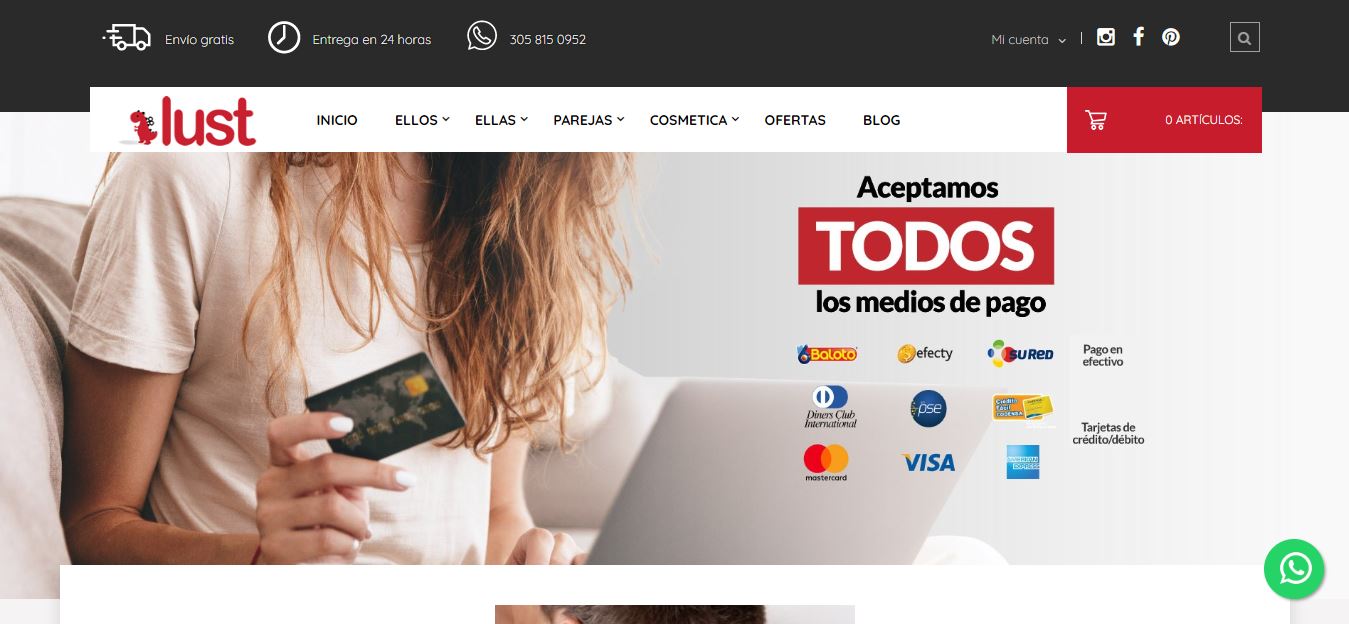 Envío gratis
Entrega en 24 horas
305 815 0952
Mi cuenta
lust
INICIO
ELLOS
ELLAS
PAREJAS
COSMETICA
OFERTAS
BLOG
0 ARTÍCULOS:
Aceptamos
TODOS
los medios de pago
Baloto
efecty
SURED
Pago en
efectivo
Diners Club
International
pse
Crédito
FÁCIL
CODENSA
Tarjetas de
crédito/débito
mastercard
VISA
AMERICAN
EXPRESS